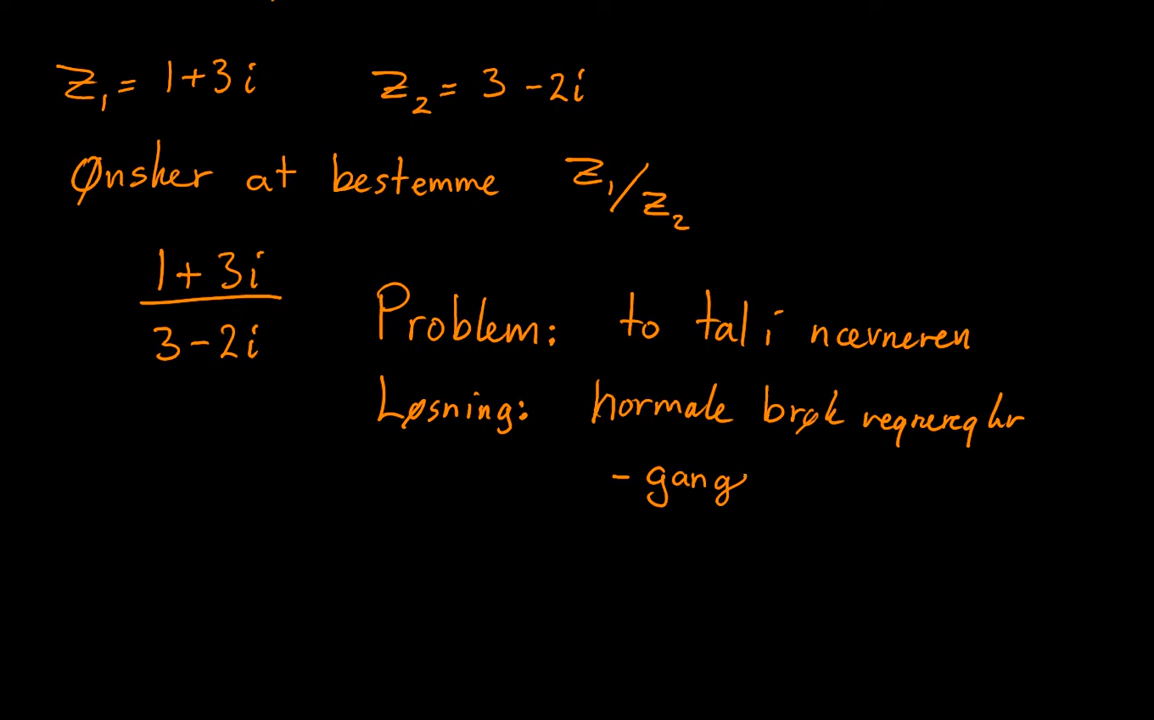 z₁ = 1+3i z₂ = 3-2i
Ønsker at bestemme z₁/z₂
1+3i
3-2i
Problem: to tal i nævneren
Løsning: normale brøk regneregler
- gang